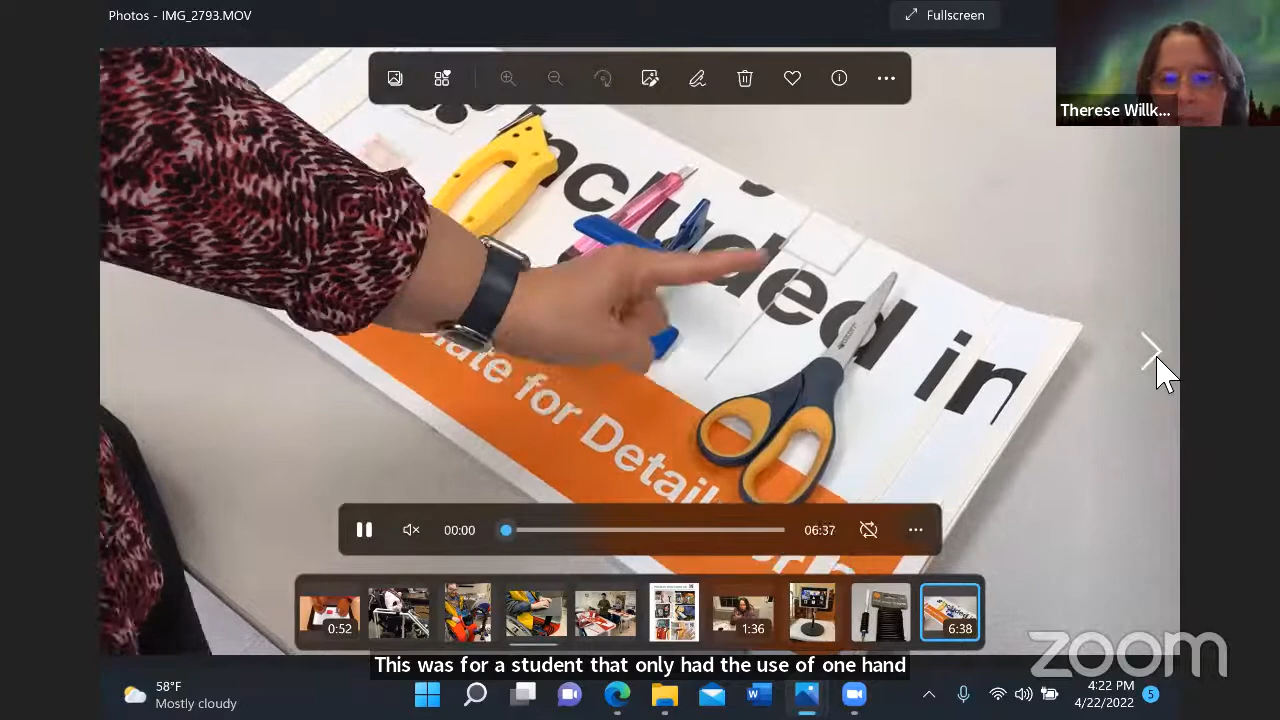 Photos - IMG_2793.MOV
Fullscreen
Therese Willk...
included in
late for Detail
00:00
06:37
0:52
1:36
6:38
This was for a student that only had the use of one hand
zoom
58°F
Mostly cloudy
4:22 PM
4/22/2022
5